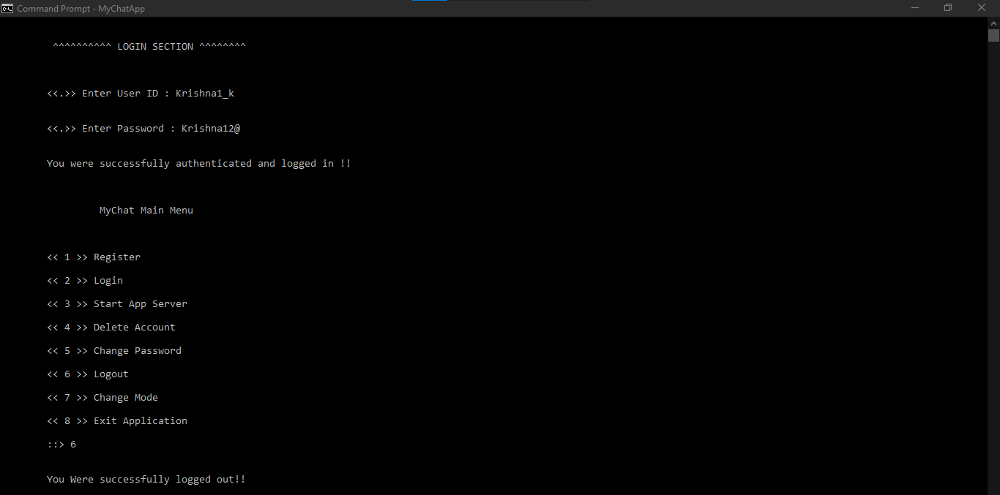 Command Prompt - MyChatApp
^^^^^^^^^^ LOGIN SECTION ^^^^^^^^
<<.>> Enter User ID : Krishna1_k
<<.>> Enter Password : Krishna12@
You were successfully authenticated and logged in !!
MyChat Main Menu
<< 1 >> Register
<< 2 >> Login
<< 3 >> Start App Server
<< 4 >> Delete Account
<< 5 >> Change Password
<< 6 >> Logout
<< 7 >> Change Mode
<< 8 >> Exit Application
::> 6
You Were successfully logged out!!